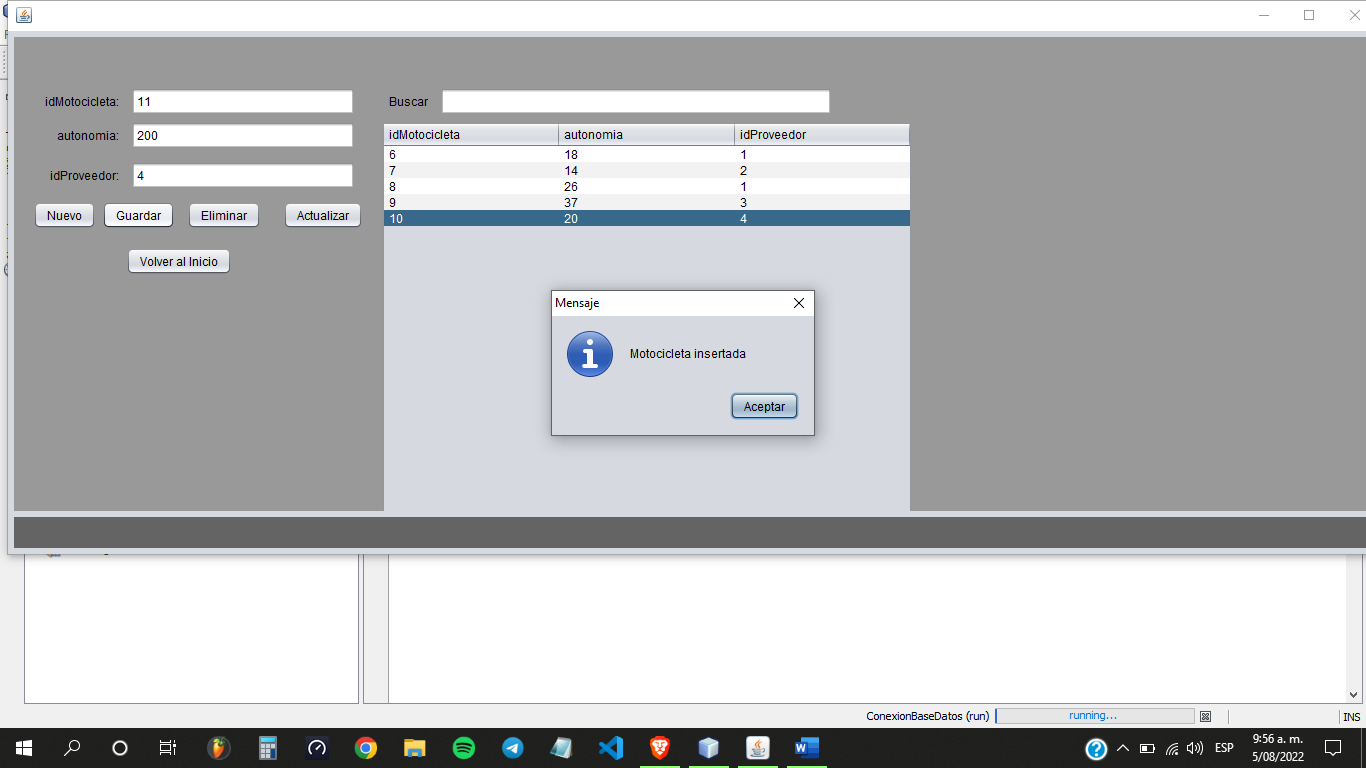 idMotocicleta: 11 Buscar
autonomia: 200
idProveedor: 4
Nuevo Guardar Eliminar Actualizar
Volver al Inicio
idMotocicleta autonomia idProveedor
6 18 1
7 14 2
8 26 1
9 37 3
10 20 4
Mensaje
Motocicleta insertada
Aceptar
ConexionBaseDatos (run) running... INS
ESP 9:56 a. m.
5/08/2022